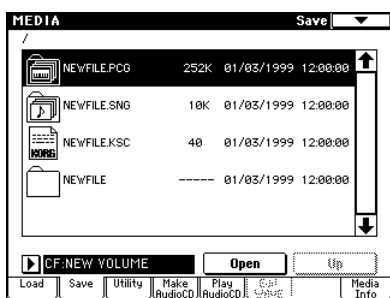 MEDIA Save
/
NEWFILE.PCG 252K 01/03/1999 12:00:00
NEWFILE.SNG 10K 01/03/1999 12:00:00
KORG NEWFILE.KSC 40 01/03/1999 12:00:00
NEWFILE ----- 01/03/1999 12:00:00
CF:NEW VOLUME Open Up
Load Save Utility Make AudioCD Play AudioCD Edit WAVE Media Info